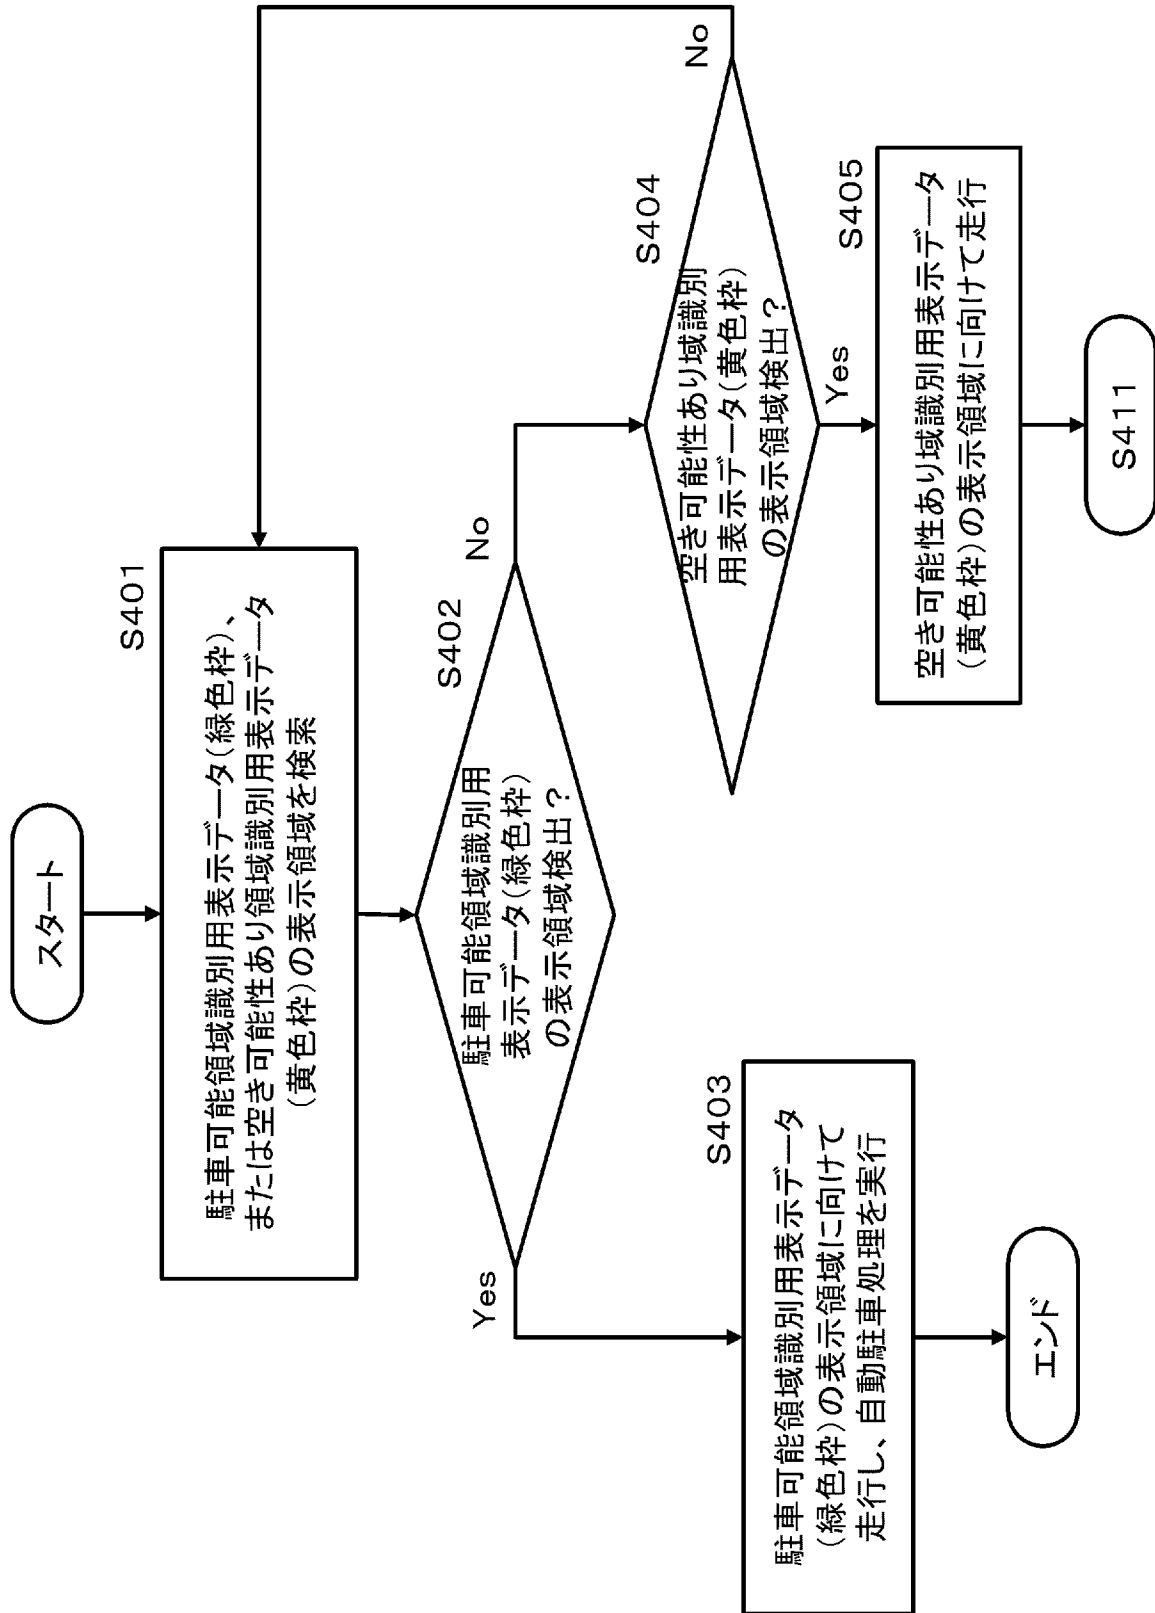 スタート
S401
駐車可能領域識別用表示データ(緑色枠)、
または空き可能性あり領域識別用表示データ
(黄色枠)の表示領域を検索
S402
駐車可能領域識別用
表示データ(緑色枠)
の表示領域検出?
Yes
No
S403
駐車可能領域識別用表示データ
(緑色枠)の表示領域に向けて
走行し、自動駐車処理を実行
エンド
S404
空き可能性あり域識別
用表示データ(黄色枠)
の表示領域検出?
No
Yes
S405
空き可能性あり域識別用表示データ
(黄色枠)の表示領域に向けて走行
S411